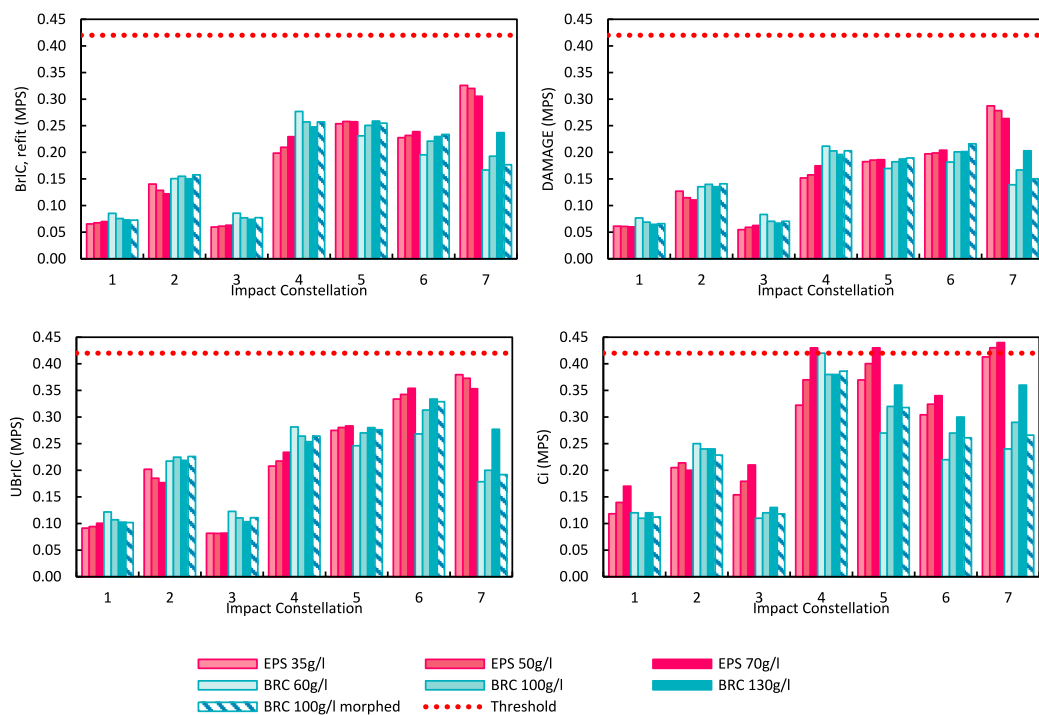 0.45
0.40
0.35
0.30
0.25
0.20
0.15
0.10
0.05
0.00
BrIC, refit (MPS)
1 2 3 4 5 6 7
Impact Constellation
0.45
0.40
0.35
0.30
0.25
0.20
0.15
0.10
0.05
0.00
DAMAGE (MPS)
1 2 3 4 5 6 7
Impact Constellation
0.45
0.40
0.35
0.30
0.25
0.20
0.15
0.10
0.05
0.00
UBrIC (MPS)
1 2 3 4 5 6 7
Impact Constellation
0.45
0.40
0.35
0.30
0.25
0.20
0.15
0.10
0.05
0.00
Ci (MPS)
1 2 3 4 5 6 7
Impact Constellation
EPS 35g/l EPS 50g/l EPS 70g/l
BRC 60g/l BRC 100g/l BRC 130g/l
BRC 100g/l morphed Threshold